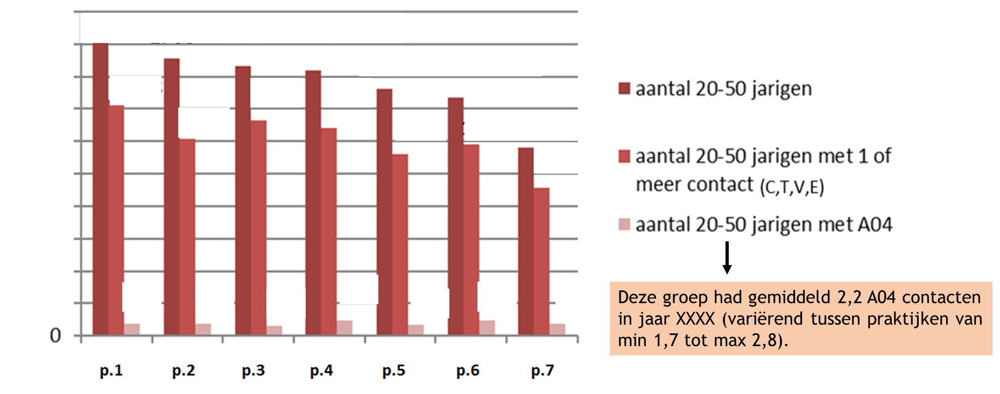 0
p.1 p.2 p.3 p.4 p.5 p.6 p.7
aantal 20-50 jarigen
aantal 20-50 jarigen met 1 of
meer contact (C,T,V,E)
aantal 20-50 jarigen met A04
Deze groep had gemiddeld 2,2 A04 contacten
in jaar XXXX (variërend tussen praktijken van
min 1,7 tot max 2,8).